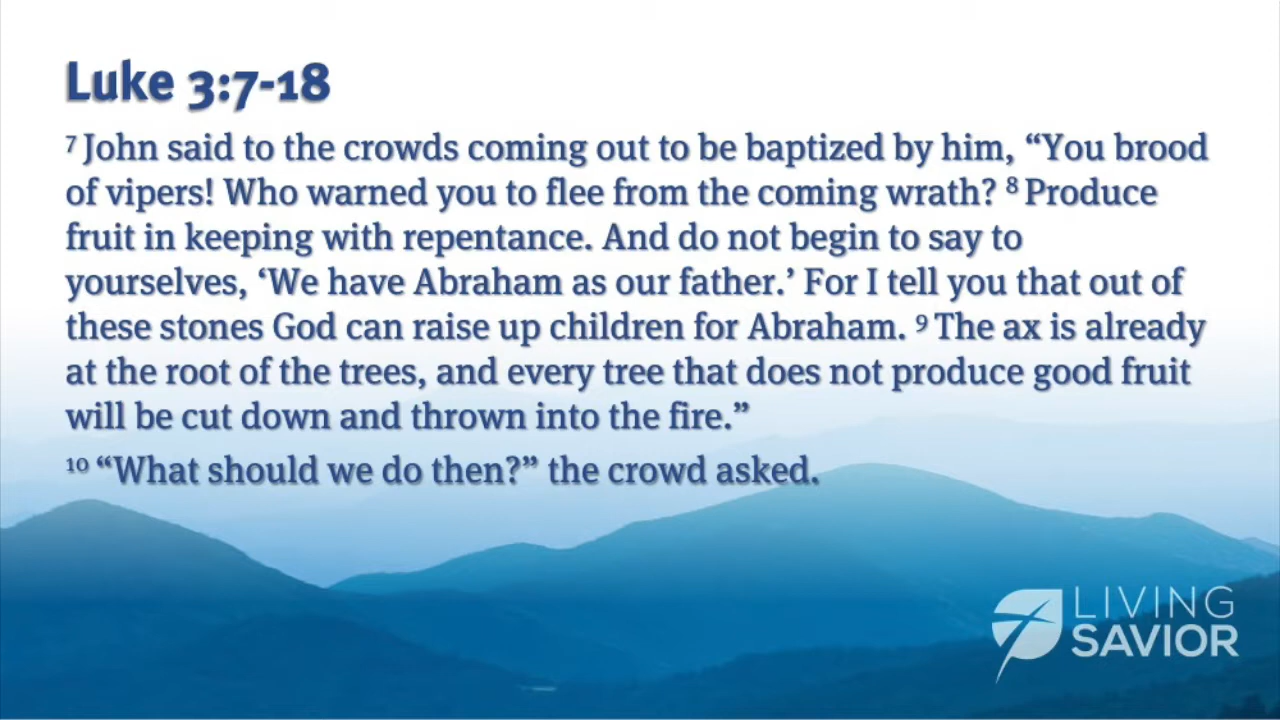 Luke 3:7-18
7 John said to the crowds coming out to be baptized by him, “You brood
of vipers! Who warned you to flee from the coming wrath? 8 Produce
fruit in keeping with repentance. And do not begin to say to
yourselves, ‘We have Abraham as our father.’ For I tell you that out of
these stones God can raise up children for Abraham. 9 The ax is already
at the root of the trees, and every tree that does not produce good fruit
will be cut down and thrown into the fire.”
10 “What should we do then?” the crowd asked.
LIVING
SAVIOR